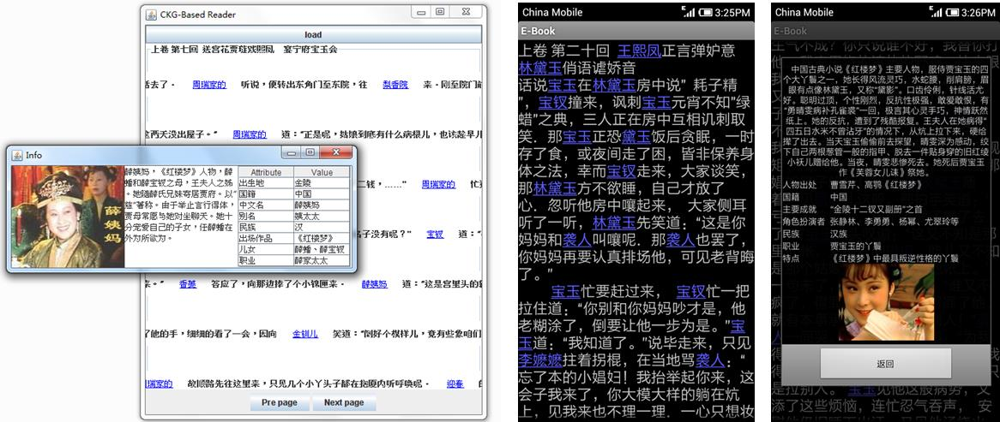 CKG-Based Reader
load
上卷 第七回 送宫花贾琏戏熙凤 宴宁府宝玉会
话去了。 周瑞家的 听说，便转出东角门至东院，往 梨香院 来。刚至院门前
这两天没出屋子。” 周瑞家的 道：“正是呢，姑娘到底有什么病根儿，也该趁早儿
二钱，……” 周瑞家的 忙
名子没有呢？” 宝钗 道：“
来。” 香菱 答应了，向那边捧了个小锦匣来。 薛姨妈 道：“这是宫里头的新
了他的手，细细的看了一会，因向 金钏儿 笑道：“倒好个模样儿，竟有些象咱们
周瑞家的 故顺路先往这里来，只见几个小丫头子都在抱厦内听呼唤呢。 迎春 的
Pre page
Next page
Info
薛姨妈，《红楼梦》人物，薛
蟠和薛宝钗之母，王夫人之姊
。她随薛氏兄妹寄居贾府。以“
慈”著称。由于举止言行得体，
贾母常愿与她对坐聊天。她十
分宠爱自己的子女，任薛蟠在
外为所欲为。
薛姨妈
Attribute Value
出生地 金陵
国籍 中国
中文名 薛姨妈
别名 姨太太
民族 汉
出场作品 《红楼梦》
儿女 薛蟠、薛宝钗
职业 薛家太太
China Mobile 3:25PM
E-Book
上卷 第二十回 王熙凤正言弹妒意
林黛玉俏语谑娇音
话说宝玉在林黛玉房中说” 耗子精
”，宝钗撞来，讽刺宝玉元宵不知”绿
蜡”之典，三人正在房中互相讥刺取
笑．那宝玉正恐黛玉饭后贪眠，一时
存了食，或夜间走了困，皆非保养身
体之法，幸而宝钗走来，大家谈笑，
那林黛玉方不欲睡，自己才放了
心．忽听他房中嚷起来， 大家侧耳
听了一听，林黛玉先笑道：“这是你
妈妈和袭人叫嚷呢．那袭人也罢了，
你妈妈再要认真排场他，可见老背晦
了。”
宝玉忙要赶过来， 宝钗忙一把
拉住道：“你别和你妈妈吵才是，他
老糊涂了，倒要让他一步为是。”宝
玉道：“我知道了。”说毕走来，只见
李嬷嬷拄着拐棍，在当地骂袭人：“
忘了本的小娼妇！我抬举起你来，这
会子我来了，你大模大样的躺在炕
上，见我来也不理一理．一心只想妆
China Mobile 3:26PM
E-Book
中国古典小说《红楼梦》主要人物，服侍贾宝玉的四
个大丫鬟之一，她长得风流灵巧，水蛇腰，削肩膀，眉
眼有点像林黛玉，又称“黛影”。口齿伶俐，针线活尤
好。聪明过顶，个性刚烈，反抗性极强，敢爱敢恨，有
“勇晴雯病补孔雀裘”一回，极言其心灵手巧，神情跃然
纸上。她的反抗，遭到了残酷报复。王夫人在她病得“
四五日水米不曾沾牙”的情况下，从炕上拉下来，硬给
撵了出去。当天宝玉偷偷前去探望，晴雯深为感动，绞
下自己两根葱管一般的指甲、脱去一件贴身穿的旧红绫
小袄儿赠给他。当夜，晴雯悲惨死去。她死后贾宝玉
作《芙蓉女儿诔》祭她。
人物出处 曹雪芹、高鹗《红楼梦》
国籍 中国
主要成就 “金陵十二钗又副册”之首
角色扮演者 张静林、李勇勇、杨幂、尤翠玲等
民族 汉族
职业 贾宝玉的丫鬟
特点 《红楼梦》中最具叛逆性格的丫鬟
返回